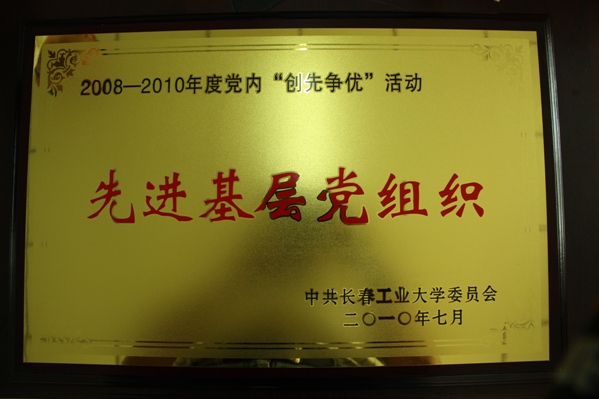 2008—2010年度党内“创先争优”活动
先进基层党组织
中共长春工业大学委员会
二〇一〇年七月